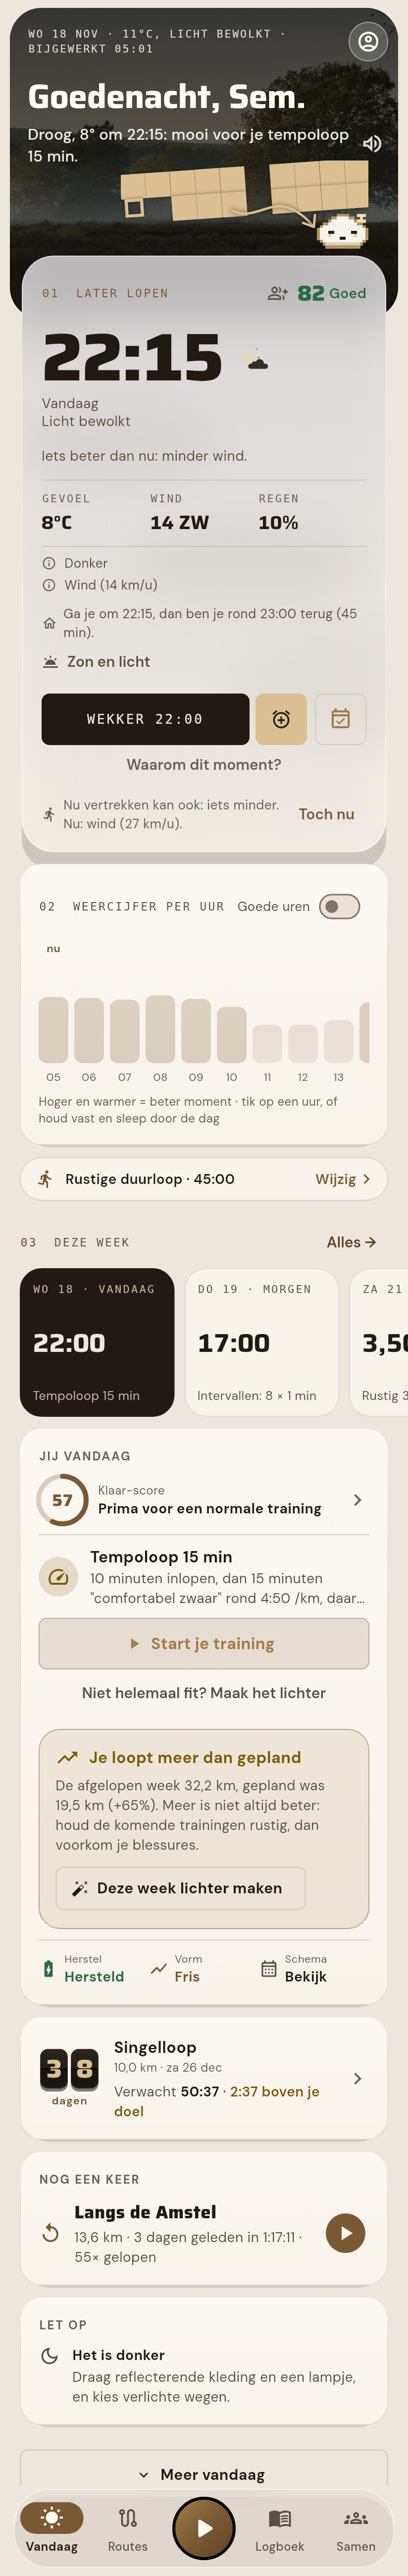 WO 18 NOV · 11°C, LICHT BEWOLKT ·
BIJGEWERKT 05:01
Goedenacht, Sem.
Droog, 8° om 22:15: mooi voor je tempoloop
15 min.
01 LATER LOPEN
82 Goed
22:15
Vandaag
Licht bewolkt
Iets beter dan nu: minder wind.
GEVOEL WIND REGEN
8°C 14 ZW 10%
Donker
Wind (14 km/u)
Ga je om 22:15, dan ben je rond 23:00 terug (45
min).
Zon en licht
WEKKER 22:00
Waarom dit moment?
Nu vertrekken kan ook: iets minder.
Nu: wind (27 km/u).
Toch nu
02 WEERCIJFER PER UUR Goede uren
nu
05 06 07 08 09 10 11 12 13
Hoger en warmer = beter moment · tik op een uur, of
houd vast en sleep door de dag
Rustige duurloop · 45:00 Wijzig
03 DEZE WEEK Alles →
WO 18 · VANDAAG
22:00
Tempoloop 15 min
DO 19 · MORGEN
17:00
Intervallen: 8 × 1 min
ZA 21
3,50
Rustig 3
JIJ VANDAAG
57
Klaar-score
Prima voor een normale training
Tempoloop 15 min
10 minuten inlopen, dan 15 minuten
"comfortabel zwaar" rond 4:50 /km, daar...
Start je training
Niet helemaal fit? Maak het lichter
Je loopt meer dan gepland
De afgelopen week 32,2 km, gepland was
19,5 km (+65%). Meer is niet altijd beter:
houd de komende trainingen rustig, dan
voorkom je blessures.
Deze week lichter maken
Herstel Vorm Schema
Hersteld Fris Bekijk
38
dagen
Singelloop
10,0 km · za 26 dec
Verwacht 50:37 · 2:37 boven je
doel
NOG EEN KEER
Langs de Amstel
13,6 km · 3 dagen geleden in 1:17:11 ·
55× gelopen
LET OP
Het is donker
Draag reflecterende kleding en een lampje,
en kies verlichte wegen.
Meer vandaag
Vandaag Routes Logboek Samen